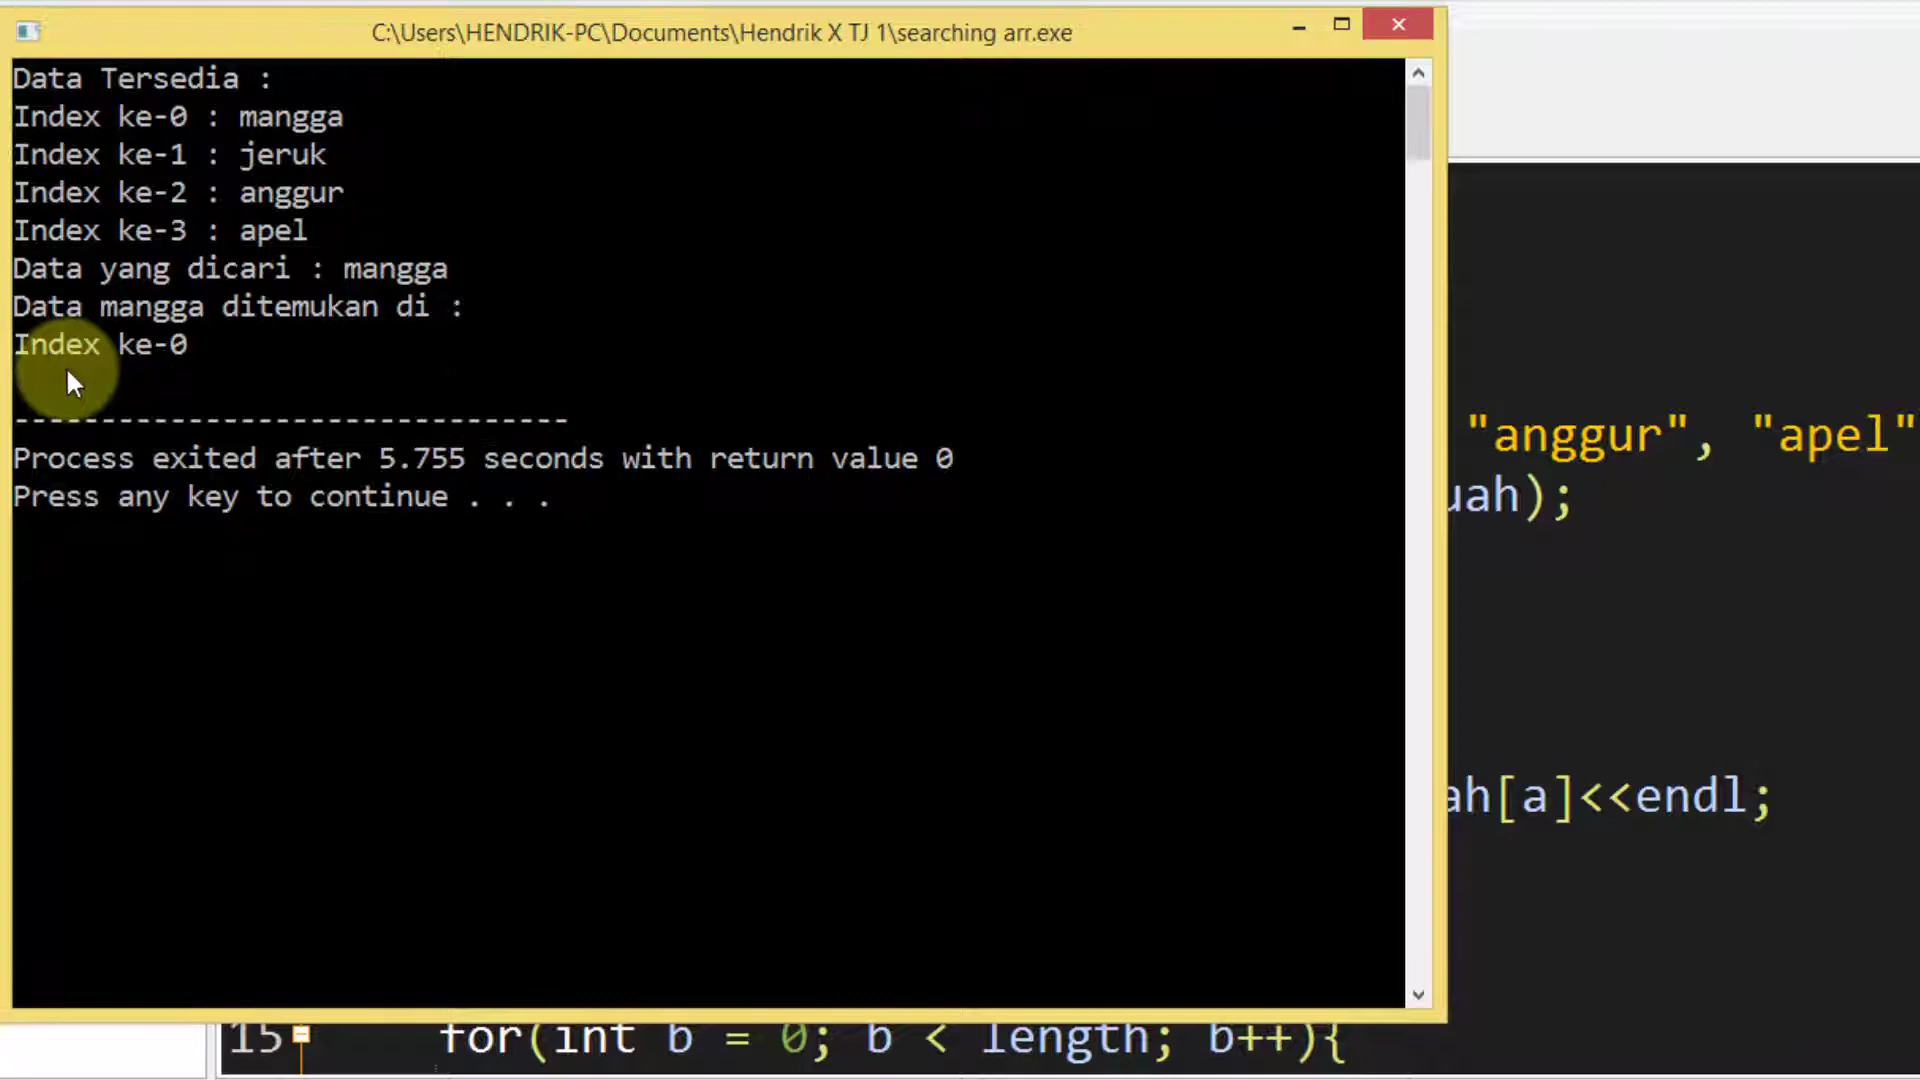 C:\Users\HENDRIK-PC\Documents\Hendrik X TJ 1\searching arr.exe
Data Tersedia :
Index ke-0 : mangga
Index ke-1 : jeruk
Index ke-2 : anggur
Index ke-3 : apel
Data yang dicari : mangga
Data mangga ditemukan di :
Index ke-0
--------------------------------
Process exited after 5.755 seconds with return value 0
Press any key to continue . . .
"anggur", "apel"
uah);
ah[a]<<endl;
15 for(int b = 0; b < length; b++){